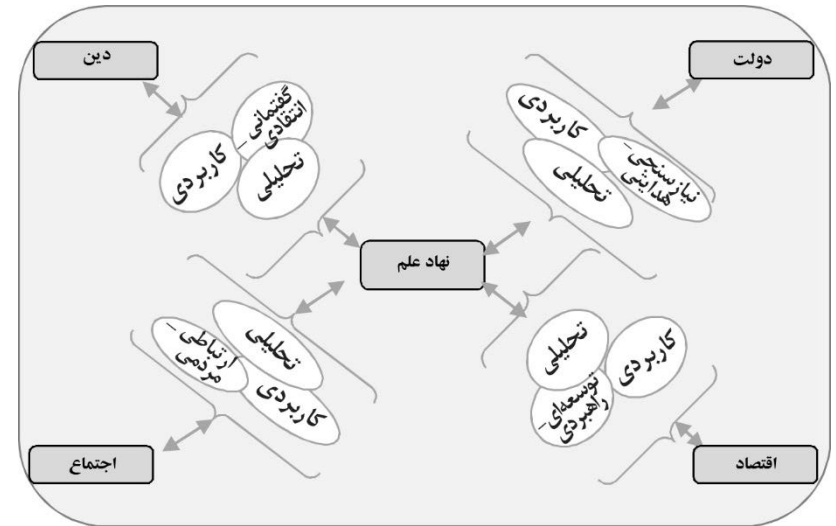 دین
دولت
گفتمانی –
انتقادی
کاربردی
تحلیلی
کاربردی
نیازسنجی –
هدایتی
تحلیلی
نهاد علم
تحلیلی
ارتباطی –
مردمی
کاربردی
تحلیلی
کاربردی
توسعه‌ای –
راهبردی
اجتماع
اقتصاد